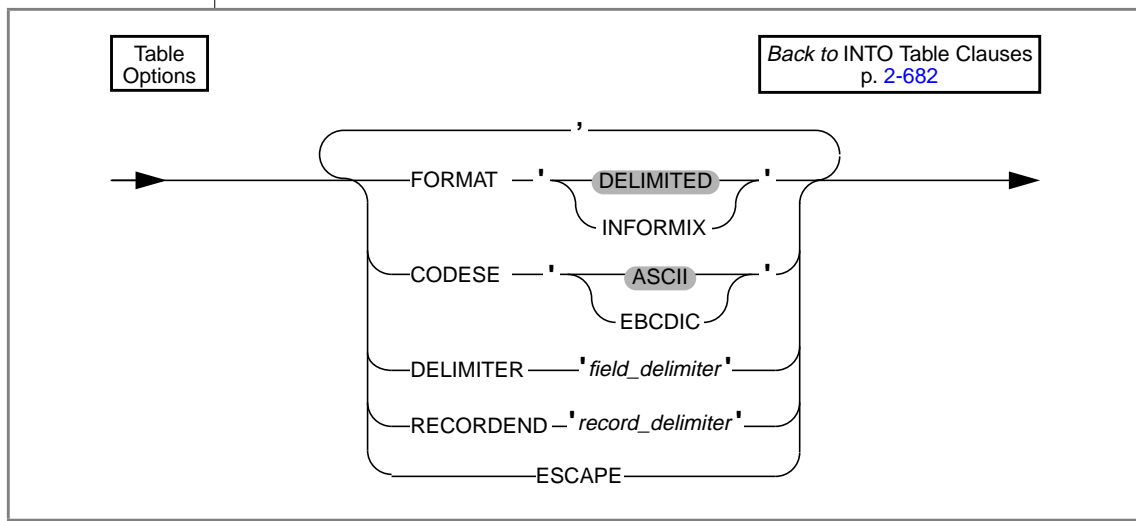 Table
Options
Back to INTO Table Clauses
p. 2-682
,
FORMAT ' DELIMITED '
INFORMIX
CODESE ' ASCII '
EBCDIC
DELIMITER 'field_delimiter'
RECORDEND 'record_delimiter'
ESCAPE